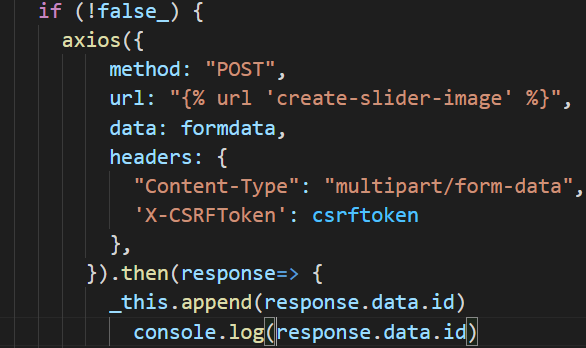 if (!false_) {
axios({
method: "POST",
url: "{% url 'create-slider-image' %}",
data: formdata,
headers: {
"Content-Type": "multipart/form-data",
'X-CSRFToken': csrftoken
},
}).then(response=> {
_this.append(response.data.id)
console.log(response.data.id)